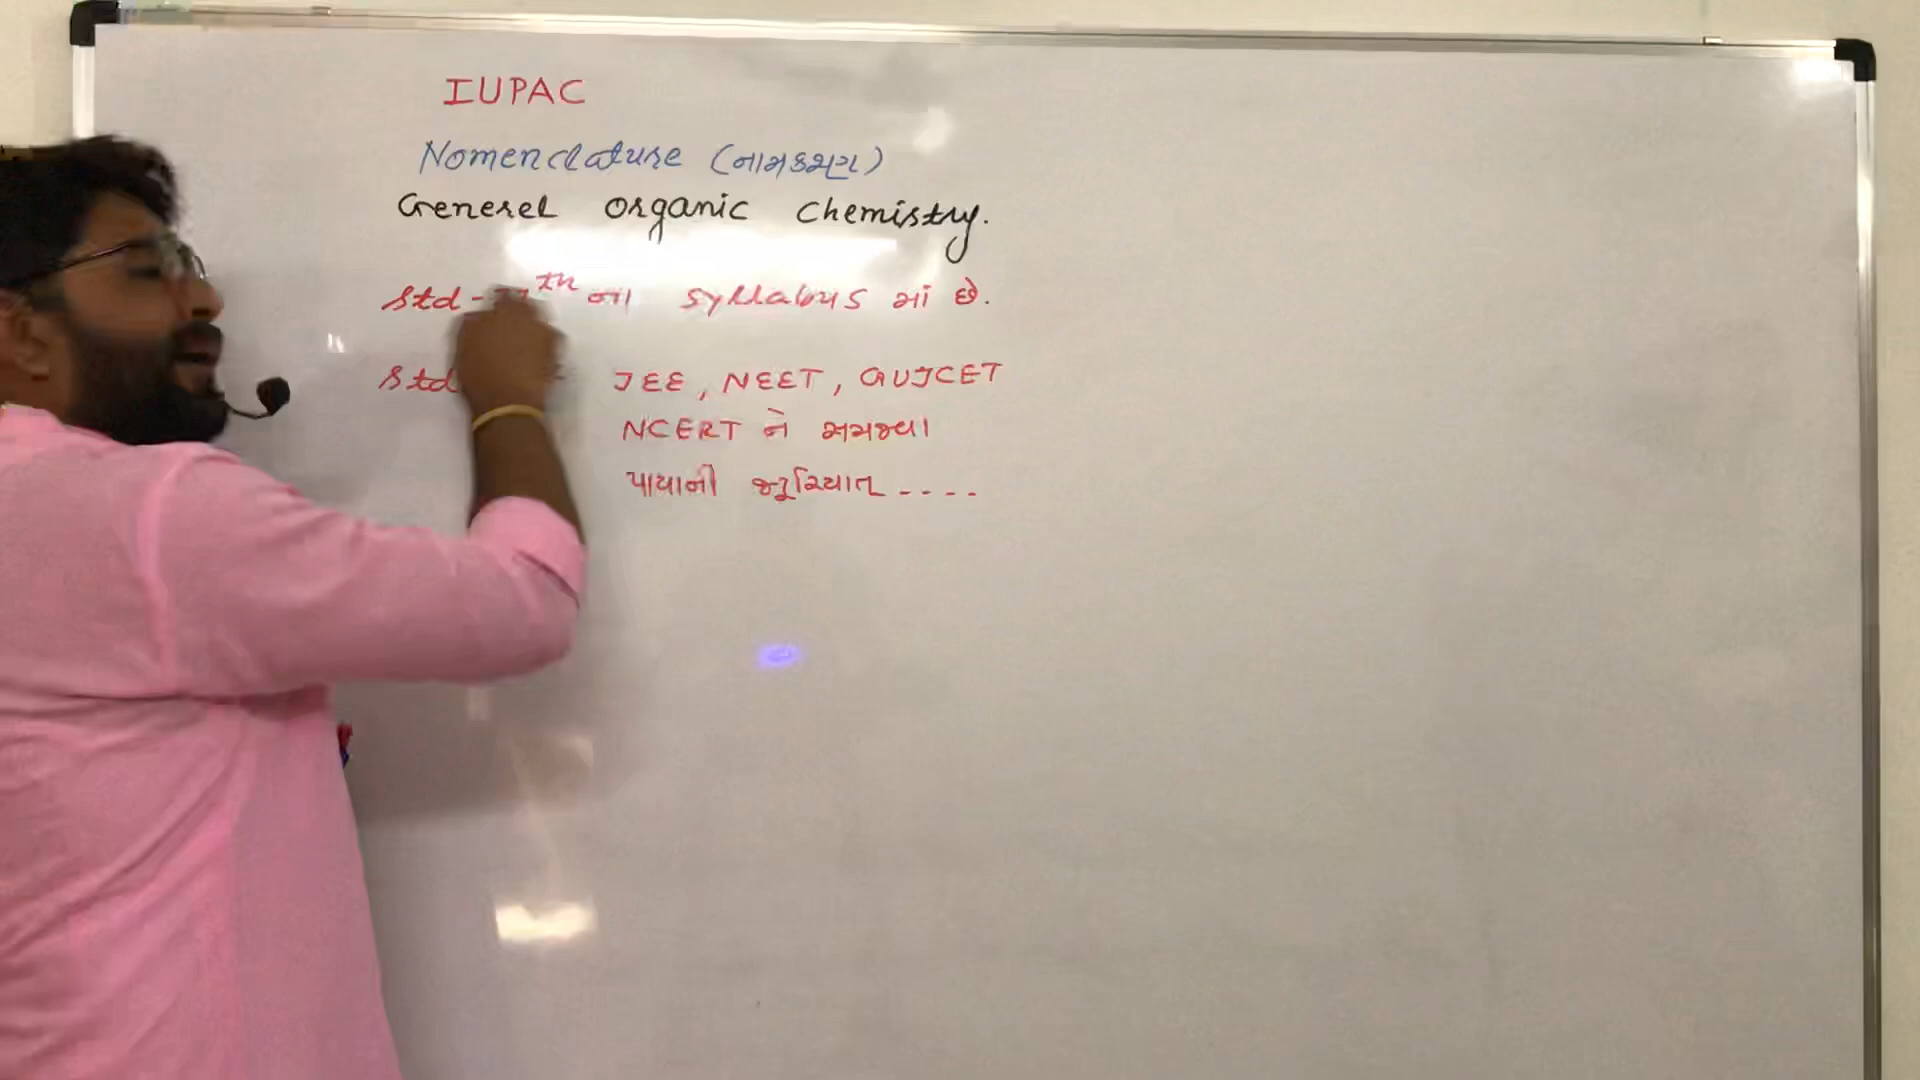 IUPAC
Nomenclature (નામકરણ)
Generel organic chemistry.
Std - th ના syllabus માં છે.
Std JEE, NEET, GUJCET
NCERT ને સમજવા
પાયાની જરૂરિયાત ....